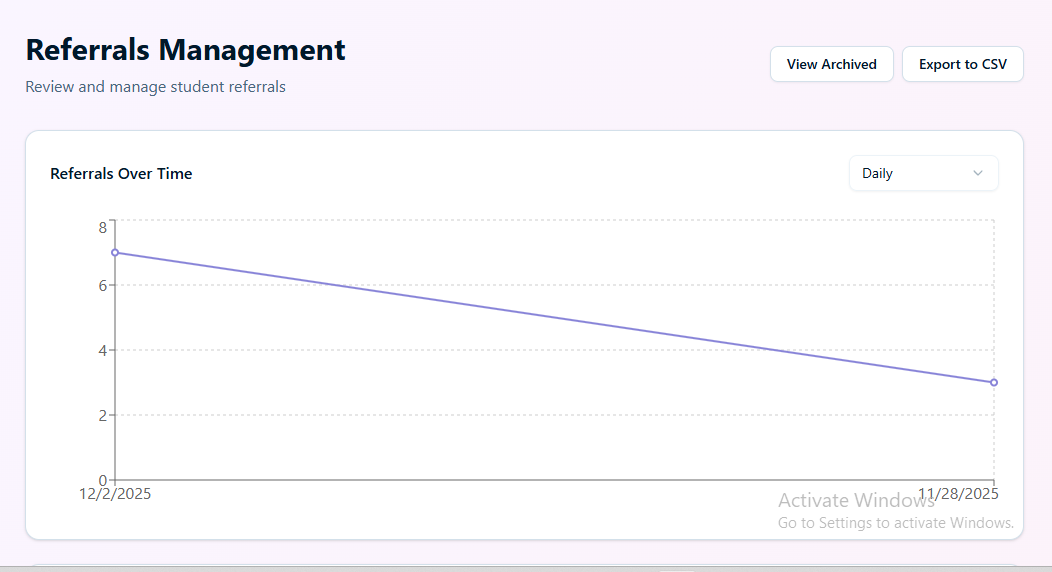 Referrals Management
Review and manage student referrals
View Archived
Export to CSV
Referrals Over Time
Daily
8
6
4
2
0
12/2/2025
11/28/2025
Activate Windows
Go to Settings to activate Windows.